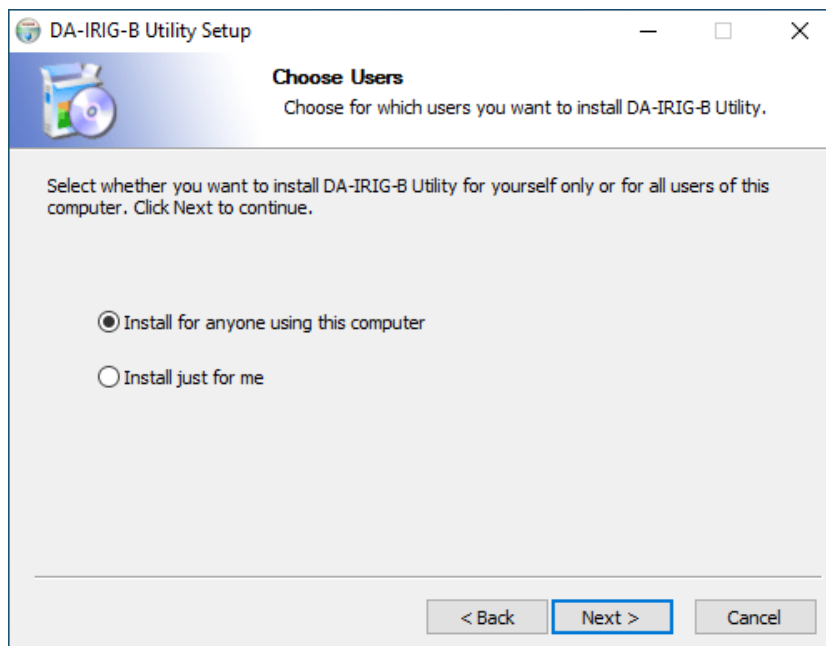 DA-IRIG-B Utility Setup
Choose Users
Choose for which users you want to install DA-IRIG-B Utility.
Select whether you want to install DA-IRIG-B Utility for yourself only or for all users of this
computer. Click Next to continue.
Install for anyone using this computer
Install just for me
< Back
Next >
Cancel